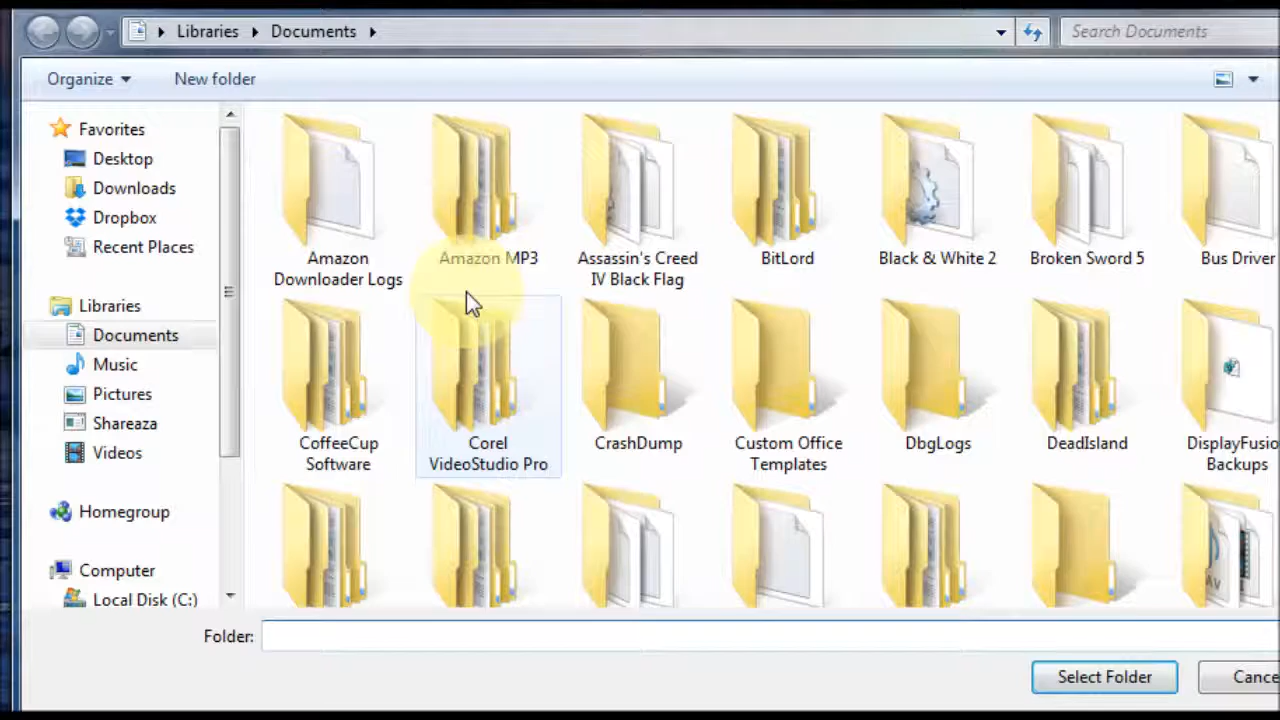 Libraries Documents
Search Documents
Organize
New folder
Favorites
Desktop
Downloads
Dropbox
Recent Places
Libraries
Documents
Music
Pictures
Shareaza
Videos
Homegroup
Computer
Local Disk (C:)
Amazon
Downloader Logs
Amazon MP3
Assassin's Creed
IV Black Flag
BitLord
Black & White 2
Broken Sword 5
Bus Driver
CoffeeCup
Software
Corel
VideoStudio Pro
CrashDump
Custom Office
Templates
DbgLogs
DeadIsland
DisplayFusio
Backups
Folder:
Select Folder
Cance